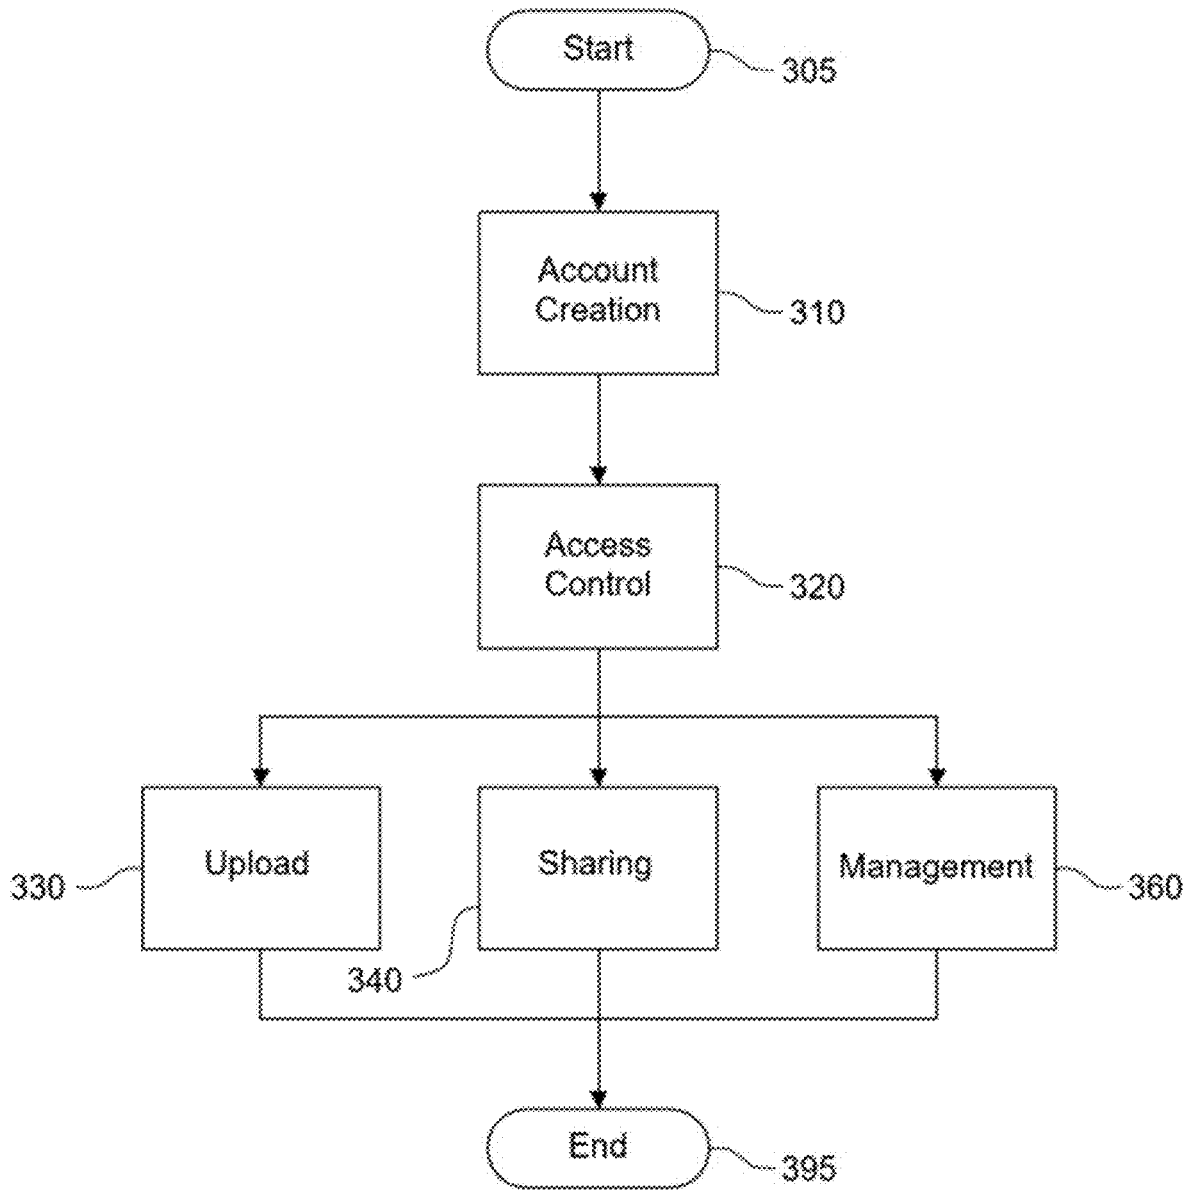 Start
305
Account
Creation
310
Access
Control
320
Upload
Sharing
Management
330
340
360
End
395